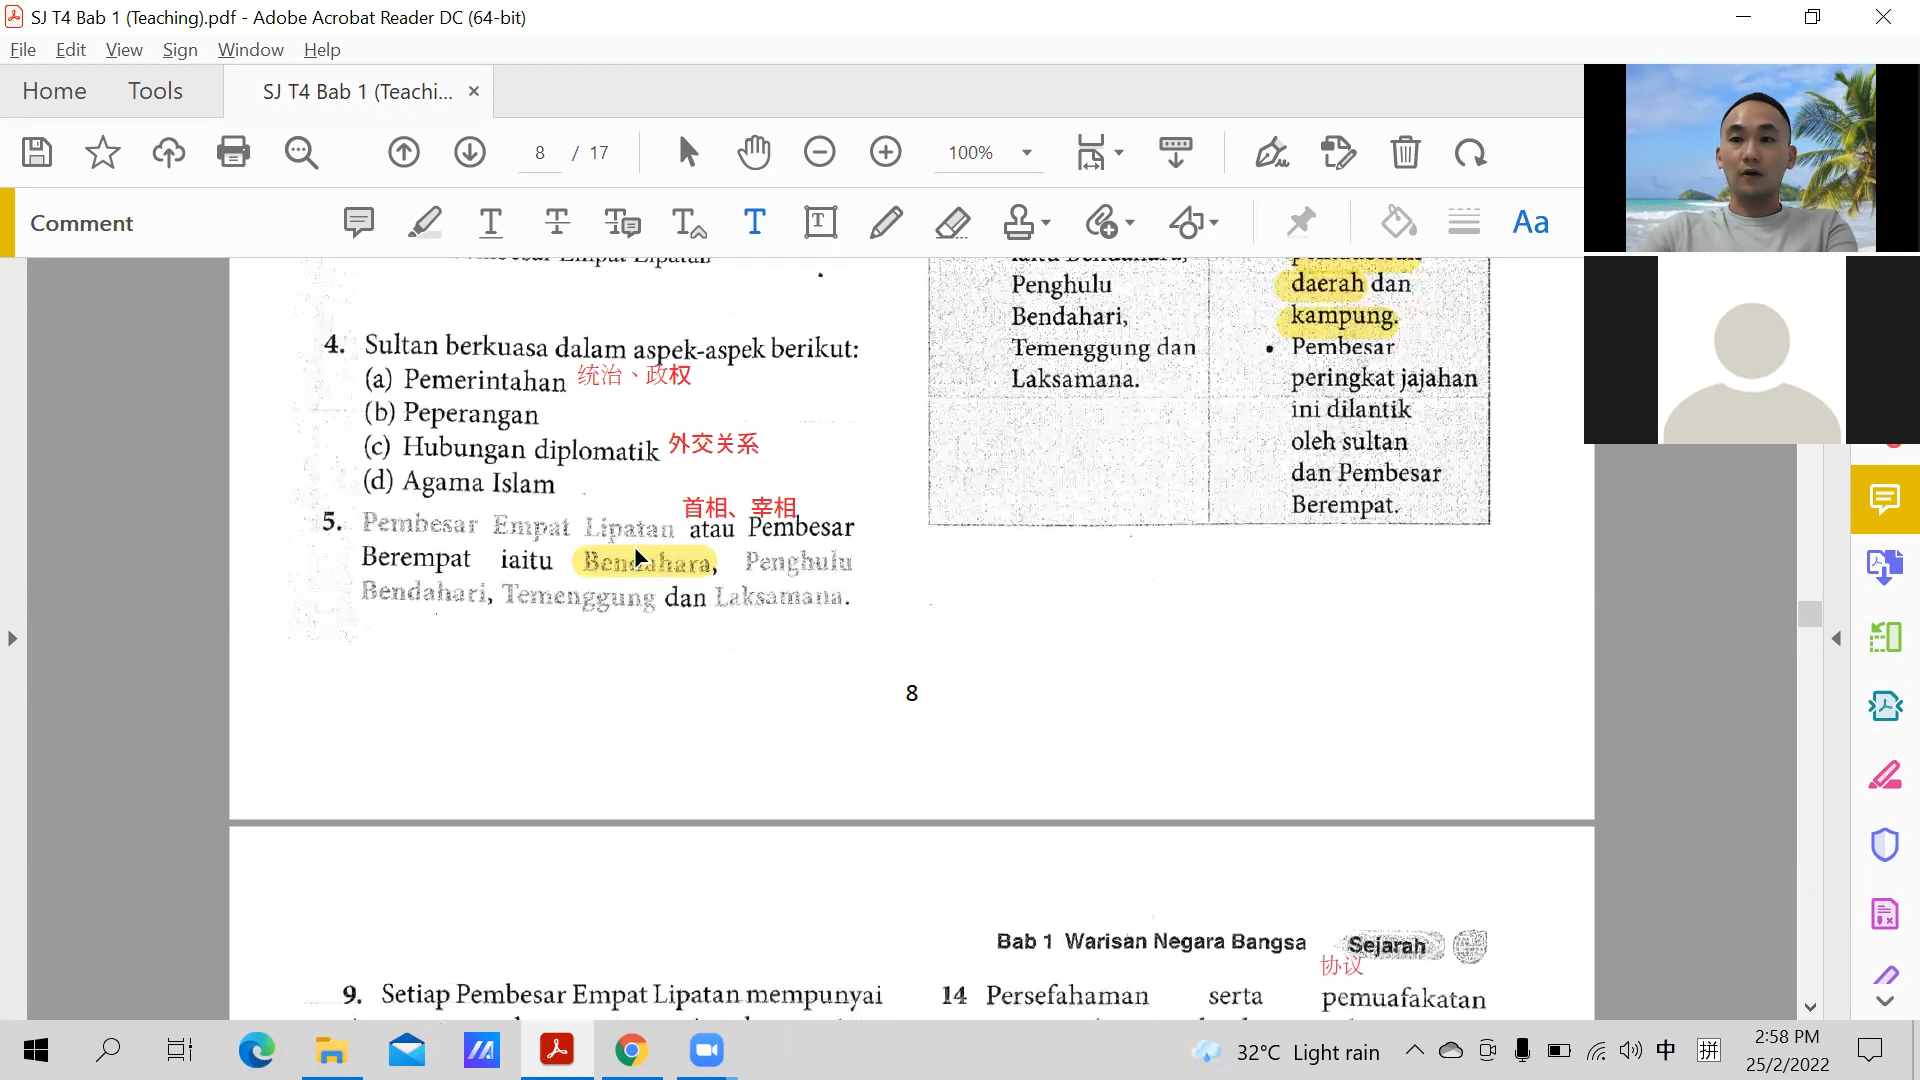 SJ T4 Bab 1 (Teaching).pdf - Adobe Acrobat Reader DC (64-bit)
File Edit View Sign Window Help
Home Tools SJ T4 Bab 1 (Teachi... ×
8 / 17 100%
Comment
Aa
Empat Lipatan
4. Sultan berkuasa dalam aspek-aspek berikut:
(a) Pemerintahan 统治、政权
(b) Peperangan
(c) Hubungan diplomatik 外交关系
(d) Agama Islam
首相、宰相
5. Pembesar Empat Lipatan atau Pembesar
Berempat iaitu Bendahara, Penghulu
Bendahari, Temenggung dan Laksamana.
iaitu Bendahara,
Penghulu
Bendahari,
Temenggung dan
Laksamana.
daerah dan
kampung.
• Pembesar
peringkat jajahan
ini dilantik
oleh sultan
dan Pembesar
Berempat.
8
Bab 1 Warisan Negara Bangsa Sejarah
9. Setiap Pembesar Empat Lipatan mempunyai
协议
14 Persefahaman serta pemuafakatan
32°C Light rain
中
拼
2:58 PM
25/2/2022